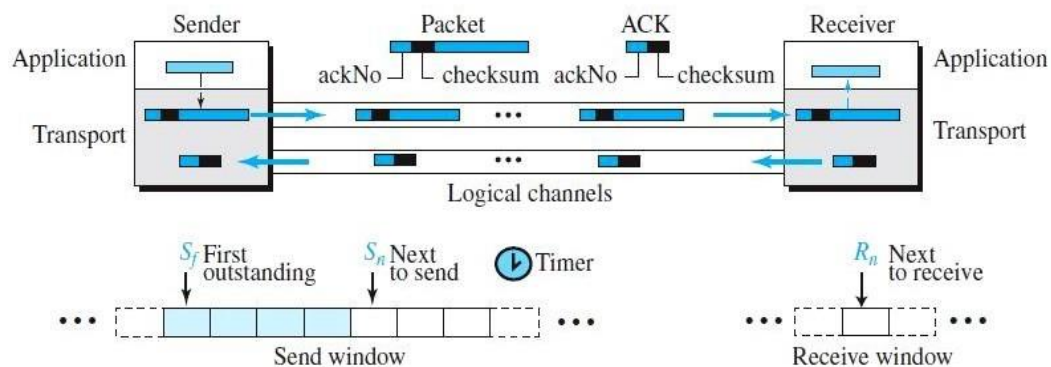 Sender
Packet
ACK
Receiver
Application
ackNo
checksum
ackNo
checksum
Application
Transport
•••
•••
Transport
Logical channels
Sf First
outstanding
Sn Next
to send
Timer
Rn Next
to receive
•••
•••
•••
•••
Send window
Receive window